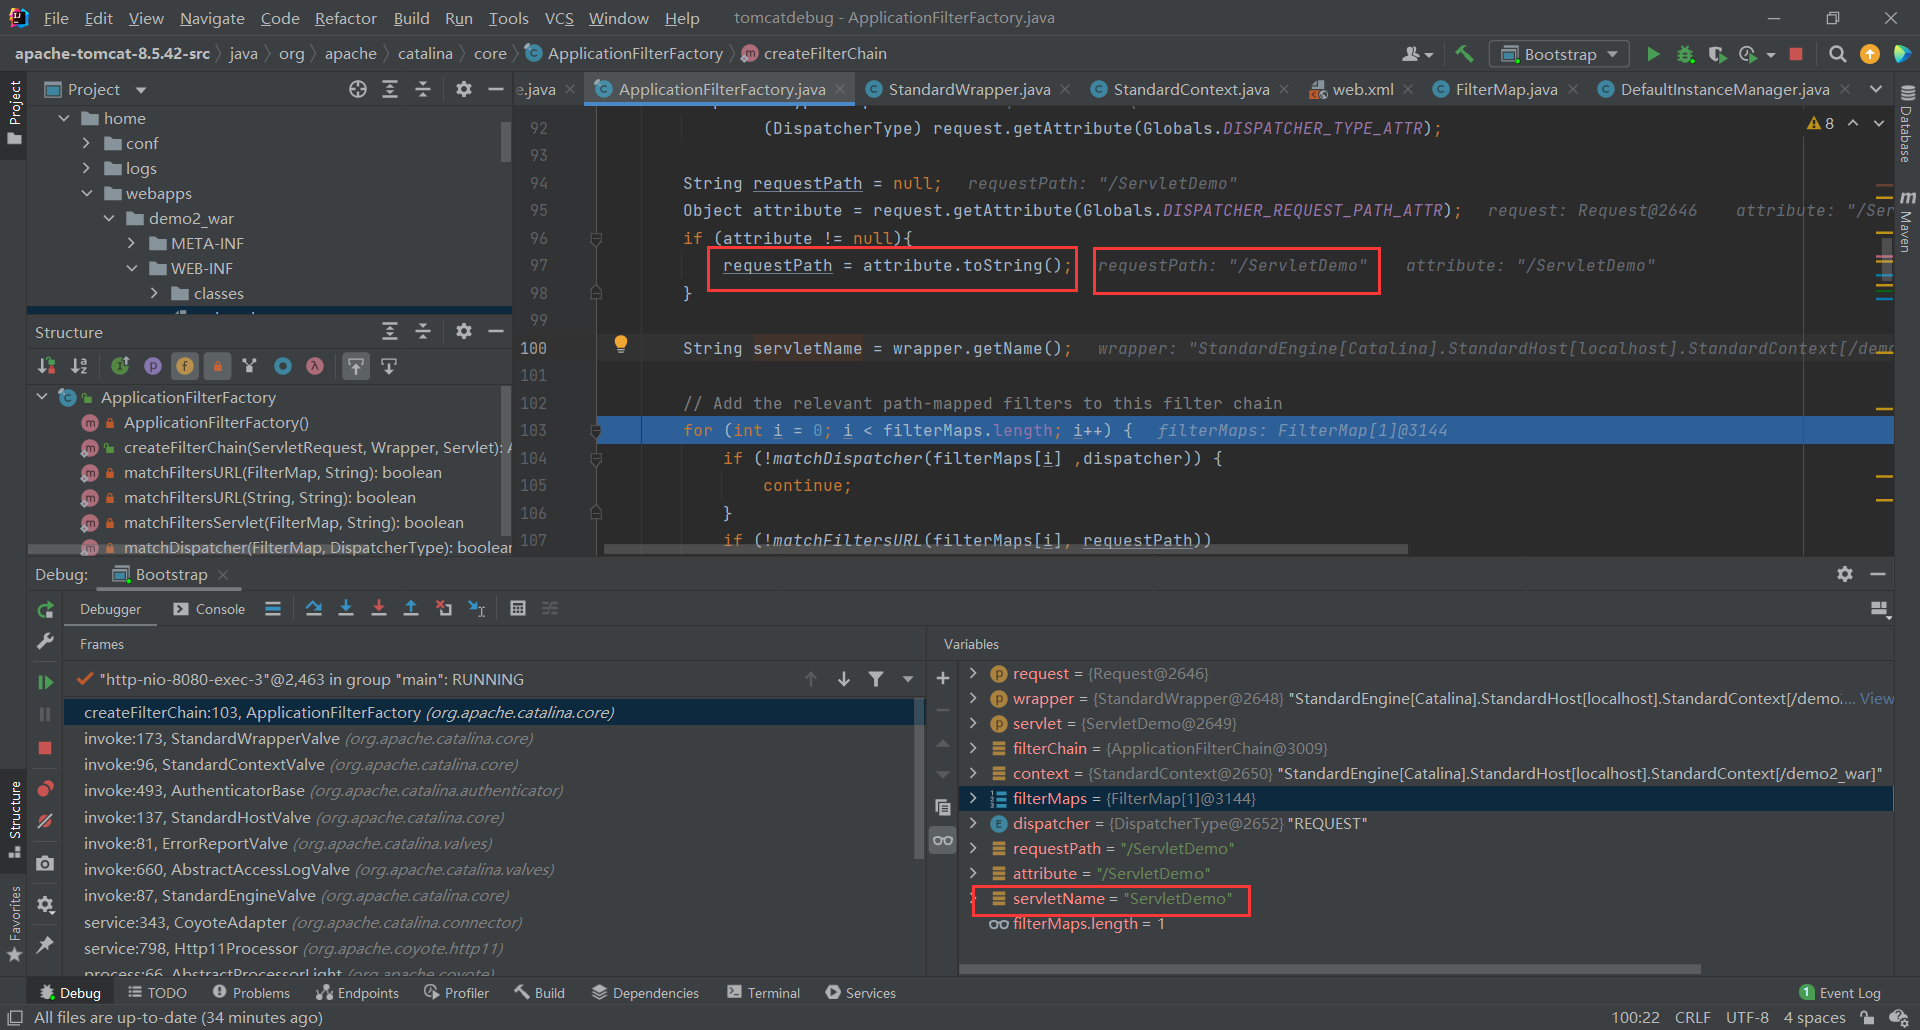 File Edit View Navigate Code Refactor Build Run Tools VCS Window Help tomcatdebug - ApplicationFilterFactory.java
apache-tomcat-8.5.42-src java org apache catalina core ApplicationFilterFactory createFilterChain
Bootstrap
Project
e.java ApplicationFilterFactory.java StandardWrapper.java StandardContext.java web.xml FilterMap.java DefaultInstanceManager.java
Project
Database
Maven
home
conf
logs
webapps
demo2_war
META-INF
WEB-INF
classes
8
92 (DispatcherType) request.getAttribute(Globals.DISPATCHER_TYPE_ATTR);
93
94 String requestPath = null; requestPath: "/ServletDemo"
95 Object attribute = request.getAttribute(Globals.DISPATCHER_REQUEST_PATH_ATTR); request: Request@2646 attribute: "/Ser
96 if (attribute != null){
97 requestPath = attribute.toString(); requestPath: "/ServletDemo" attribute: "/ServletDemo"
98 }
99
100 String servletName = wrapper.getName(); wrapper: "StandardEngine[Catalina].StandardHost[localhost].StandardContext[/demo
101
102 // Add the relevant path-mapped filters to this filter chain
103 for (int i = 0; i < filterMaps.length; i++) { filterMaps: FilterMap[1]@3144
104 if (!matchDispatcher(filterMaps[i] ,dispatcher)) {
105 continue;
106 }
107 if (!matchFiltersURL(filterMaps[i], requestPath))
Structure
ApplicationFilterFactory
ApplicationFilterFactory()
createFilterChain(ServletRequest, Wrapper, Servlet): A
matchFiltersURL(FilterMap, String): boolean
matchFiltersURL(String, String): boolean
matchFiltersServlet(FilterMap, String): boolean
matchDispatcher(FilterMap, DispatcherType): boolean
Debug: Bootstrap
Debugger Console
Frames
"http-nio-8080-exec-3"@2,463 in group "main": RUNNING
createFilterChain:103, ApplicationFilterFactory (org.apache.catalina.core)
invoke:173, StandardWrapperValve (org.apache.catalina.core)
invoke:96, StandardContextValve (org.apache.catalina.core)
invoke:493, AuthenticatorBase (org.apache.catalina.authenticator)
invoke:137, StandardHostValve (org.apache.catalina.core)
invoke:81, ErrorReportValve (org.apache.catalina.valves)
invoke:660, AbstractAccessLogValve (org.apache.catalina.valves)
invoke:87, StandardEngineValve (org.apache.catalina.core)
service:343, CoyoteAdapter (org.apache.catalina.connector)
service:798, Http11Processor (org.apache.coyote.http11)
process:66, AbstractProcessorLight (org.apache.coyote)
Variables
request = {Request@2646}
wrapper = {StandardWrapper@2648} "StandardEngine[Catalina].StandardHost[localhost].StandardContext[/demo2... View
servlet = {ServletDemo@2649}
filterChain = {ApplicationFilterChain@3009}
context = {StandardContext@2650} "StandardEngine[Catalina].StandardHost[localhost].StandardContext[/demo2_war]"
filterMaps = {FilterMap[1]@3144}
dispatcher = {DispatcherType@2652} "REQUEST"
requestPath = "/ServletDemo"
attribute = "/ServletDemo"
servletName = "ServletDemo"
filterMaps.length = 1
Structure
Favorites
Debug TODO Problems Endpoints Profiler Build Dependencies Terminal Services 1 Event Log
All files are up-to-date (34 minutes ago) 100:22 CRLF UTF-8 4 spaces